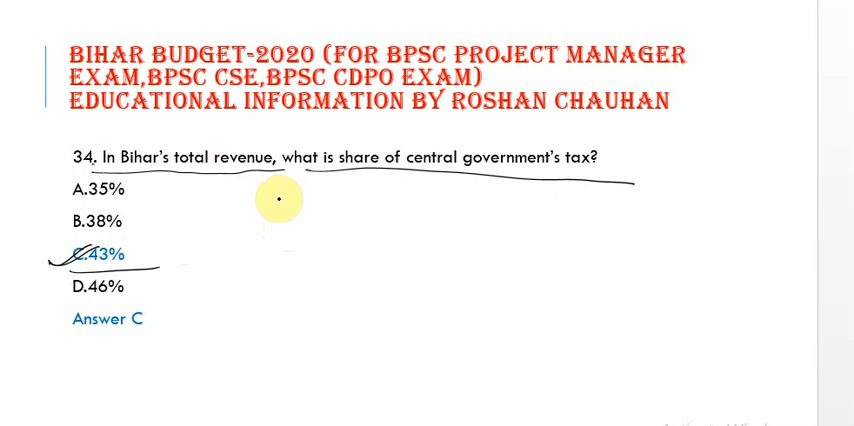 BIHAR BUDGET-2020 (FOR BPSC PROJECT MANAGER
EXAM,BPSC CSE,BPSC CDPO EXAM)
EDUCATIONAL INFORMATION BY ROSHAN CHAUHAN
34. In Bihar's total revenue, what is share of central government's tax?
A.35%
B.38%
C.43%
D.46%
Answer C